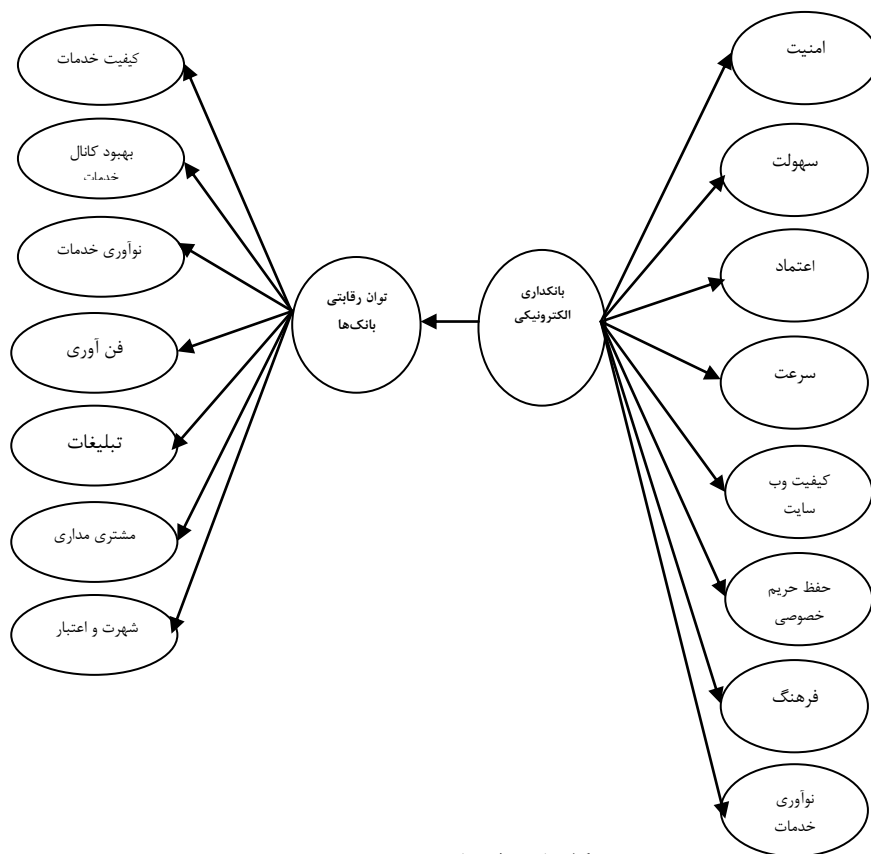 امنیت
سهولت
اعتماد
سرعت
کیفیت وب
سایت
حفظ حریم
خصوصی
فرهنگ
نوآوری
خدمات
بانکداری
الکترونیکی
توان رقابتی
بانک‌ها
کیفیت خدمات
بهبود کانال
خدمات
نوآوری خدمات
فن آوری
تبلیغات
مشتری مداری
شهرت و اعتبار